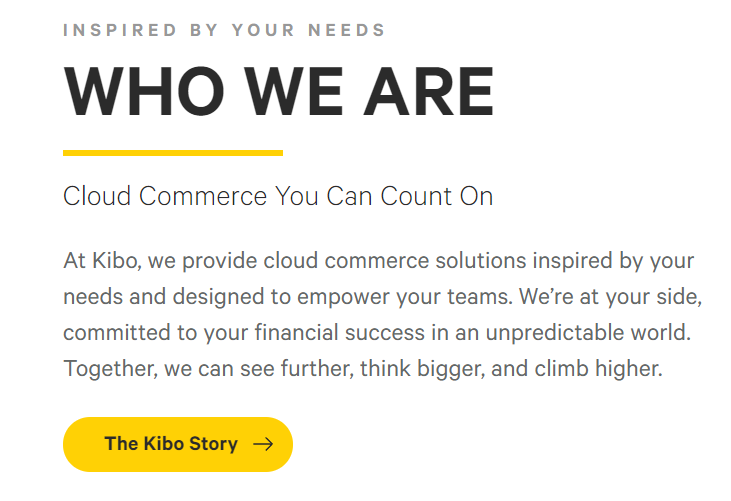 INSPIRED BY YOUR NEEDS
WHO WE ARE
Cloud Commerce You Can Count On
At Kibo, we provide cloud commerce solutions inspired by your
needs and designed to empower your teams. We’re at your side,
committed to your financial success in an unpredictable world.
Together, we can see further, think bigger, and climb higher.
The Kibo Story →